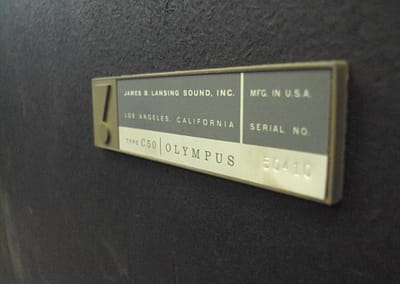 JAMES B. LANSING SOUND, INC.
MFG. IN U.S.A.
LOS ANGELES, CALIFORNIA
SERIAL NO.
TYPE C50 OLYMPUS
50410